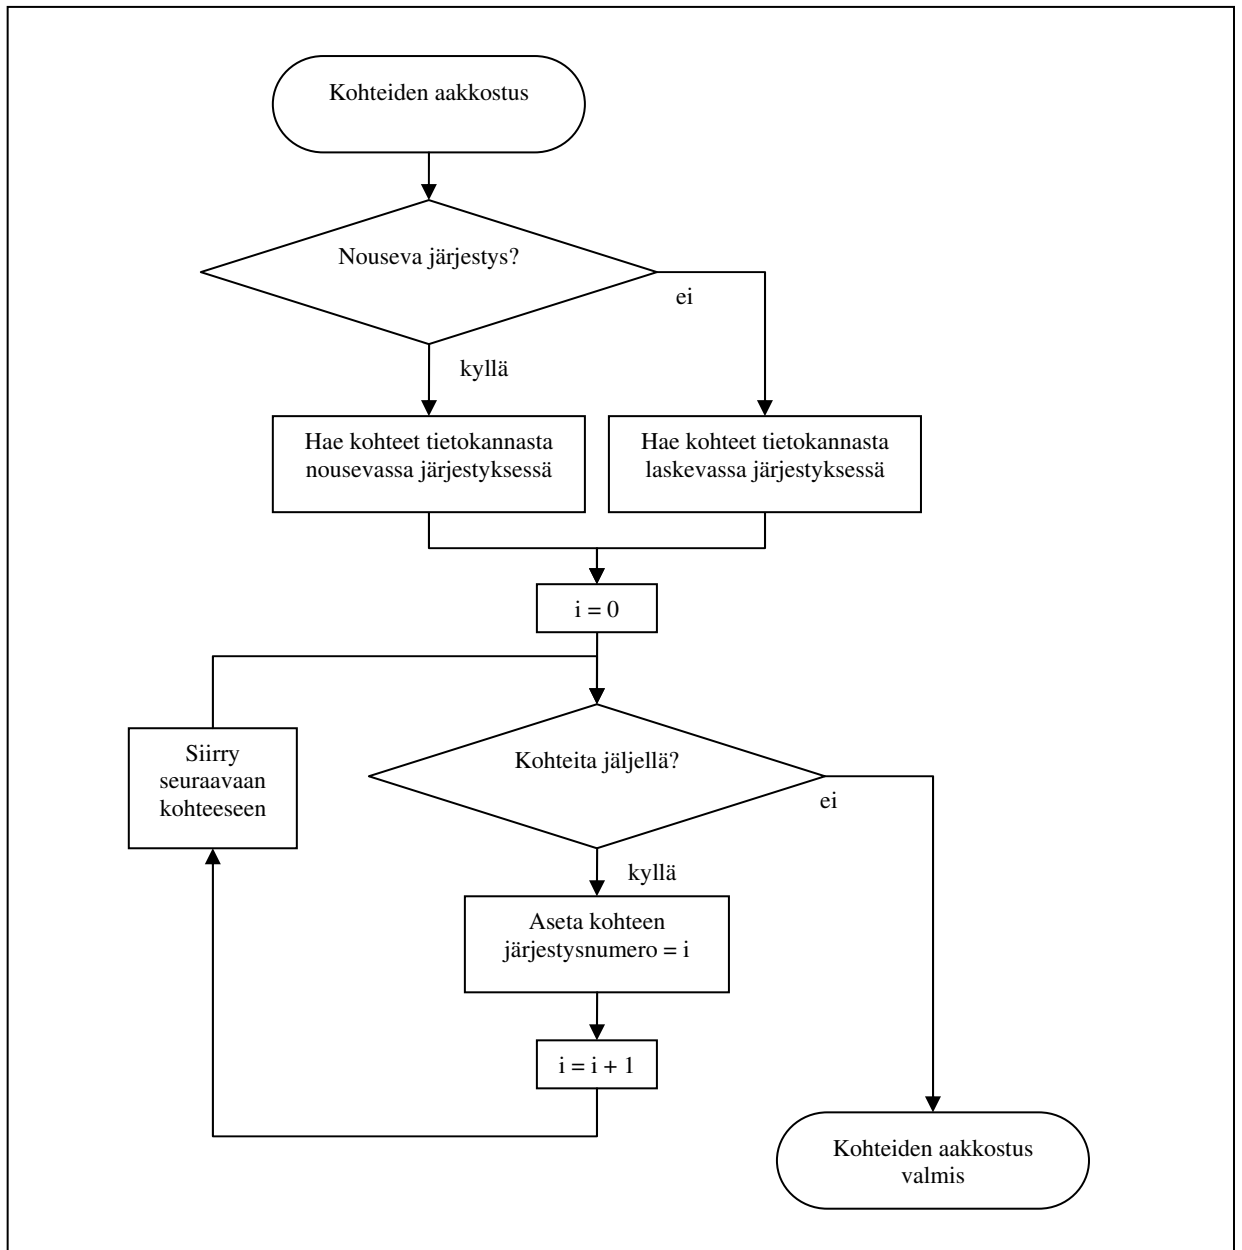 Kohteiden aakkostus
Nouseva järjestys?
ei
kyllä
Hae kohteet tietokannasta
nousevassa järjestyksessä
Hae kohteet tietokannasta
laskevassa järjestyksessä
i = 0
Siirry
seuraavaan
kohteeseen
Kohteita jäljellä?
ei
kyllä
Aseta kohteen
järjestysnumero = i
i = i + 1
Kohteiden aakkostus
valmis